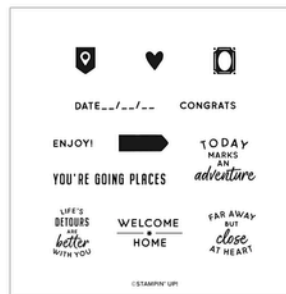 DATE__/__/__ CONGRATS
ENJOY!
TODAY
MARKS
AN
adventure
YOU'RE GOING PLACES
LIFE'S
DETOURS
ARE
better
WITH YOU
WELCOME
HOME
FAR AWAY
BUT
close
AT HEART
©STAMPIN' UP!